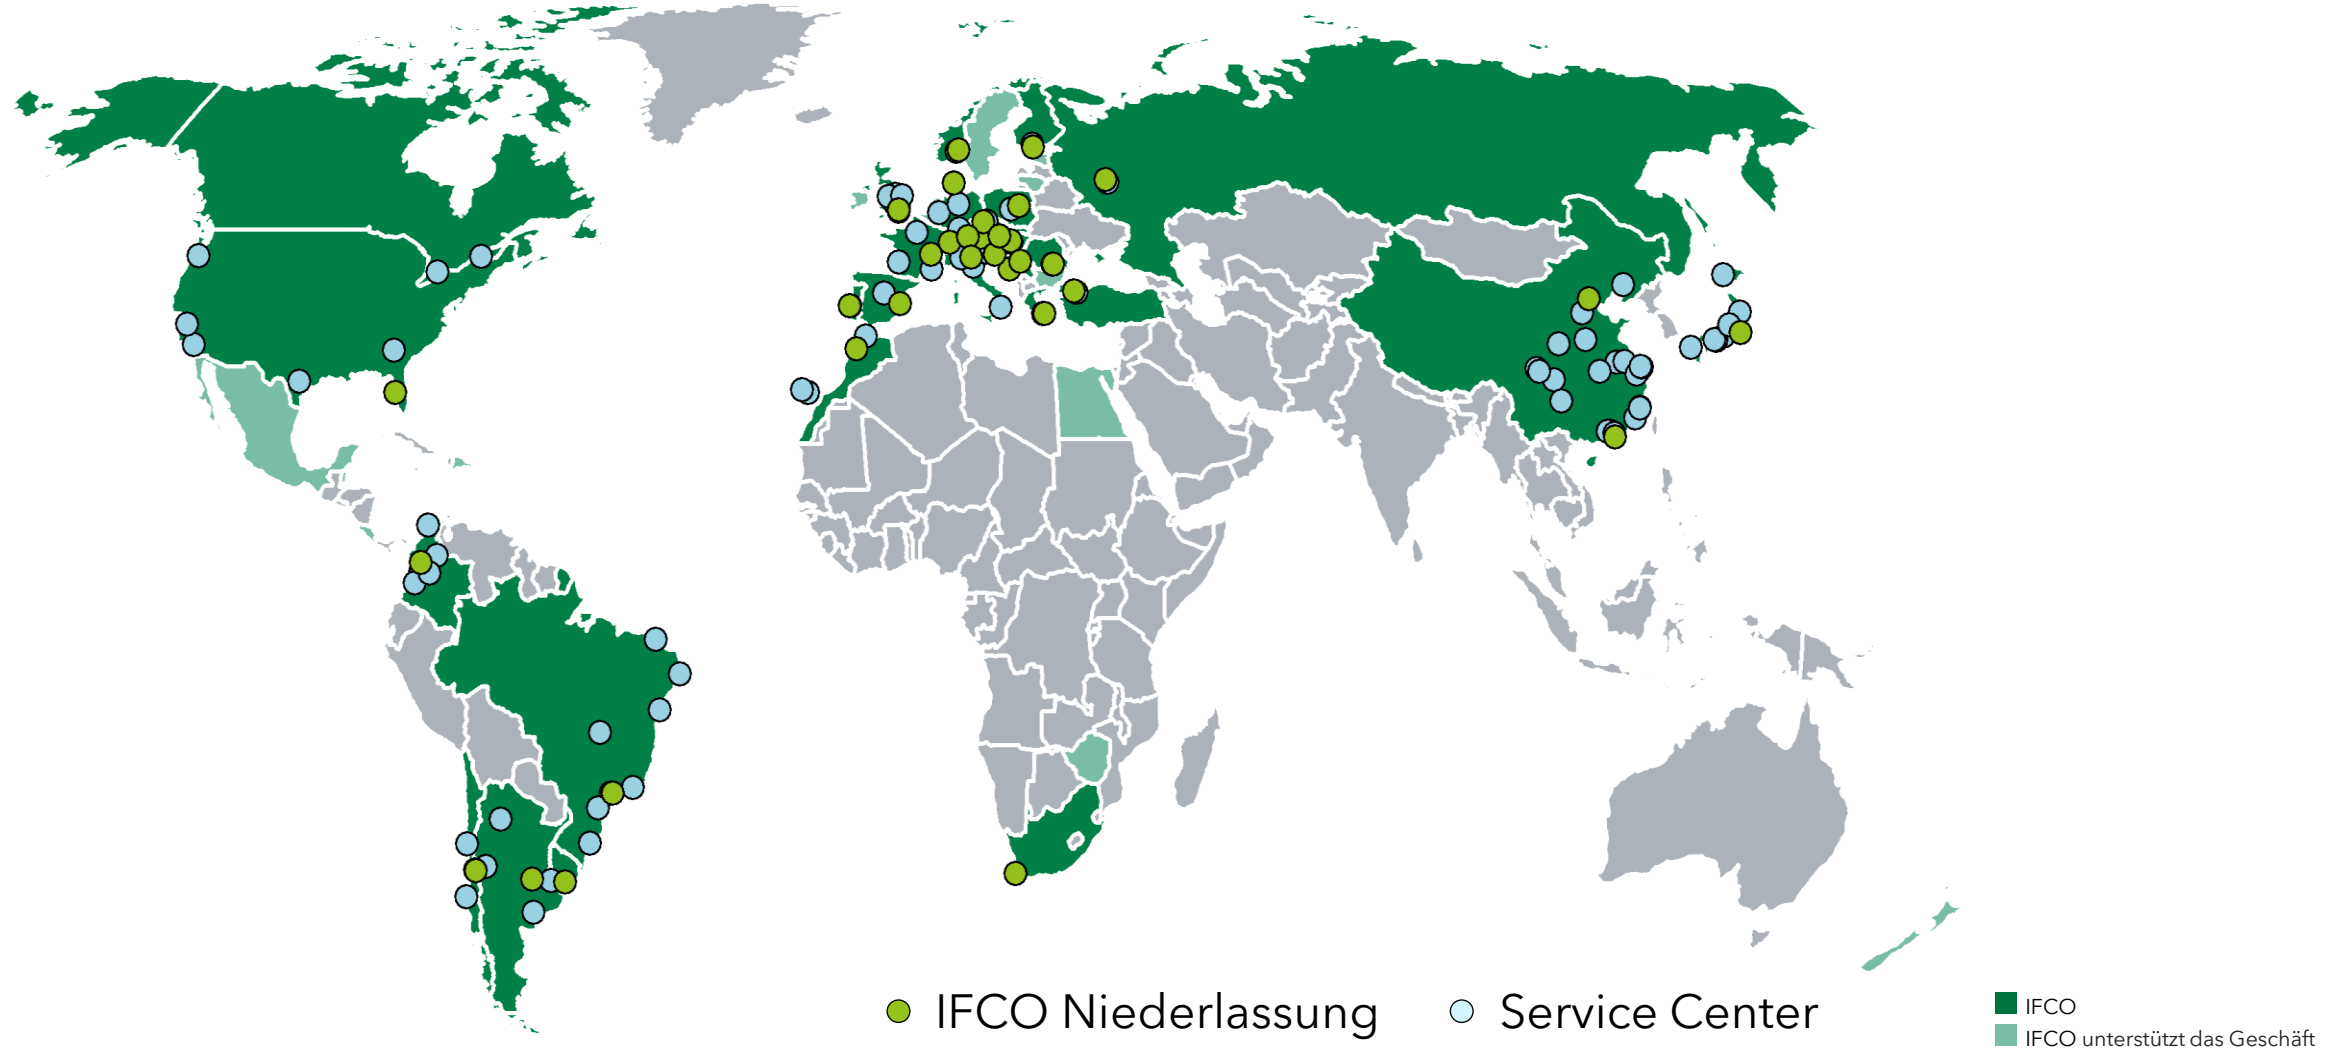 IFCO Niederlassung
Service Center
IFCO
IFCO unterstützt das Geschäft